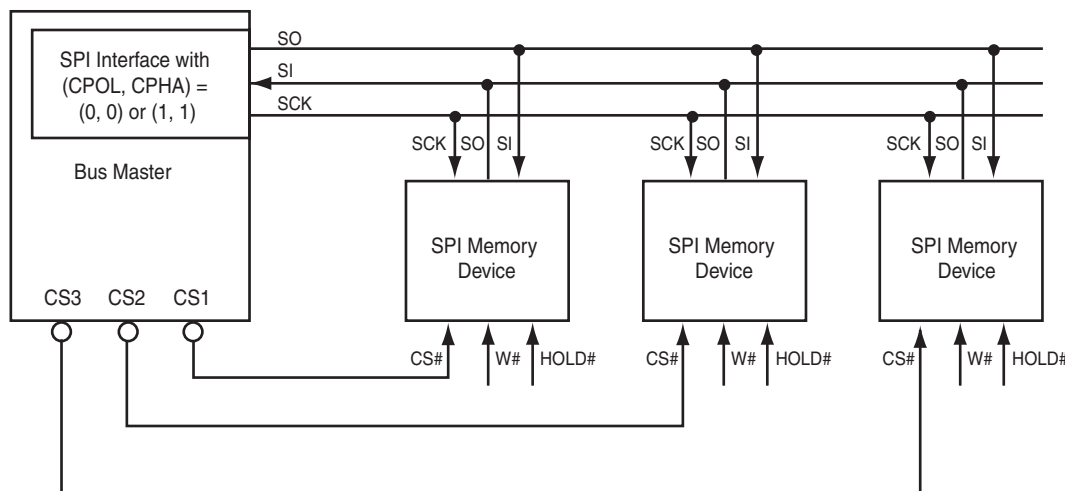 SPI Interface with
(CPOL, CPHA) =
(0, 0) or (1, 1)
SO
SI
SCK
Bus Master
SCK SO SI
SCK SO SI
SCK SO SI
SPI Memory
Device
SPI Memory
Device
SPI Memory
Device
CS3 CS2 CS1
CS# W# HOLD#
CS# W# HOLD#
CS# W# HOLD#